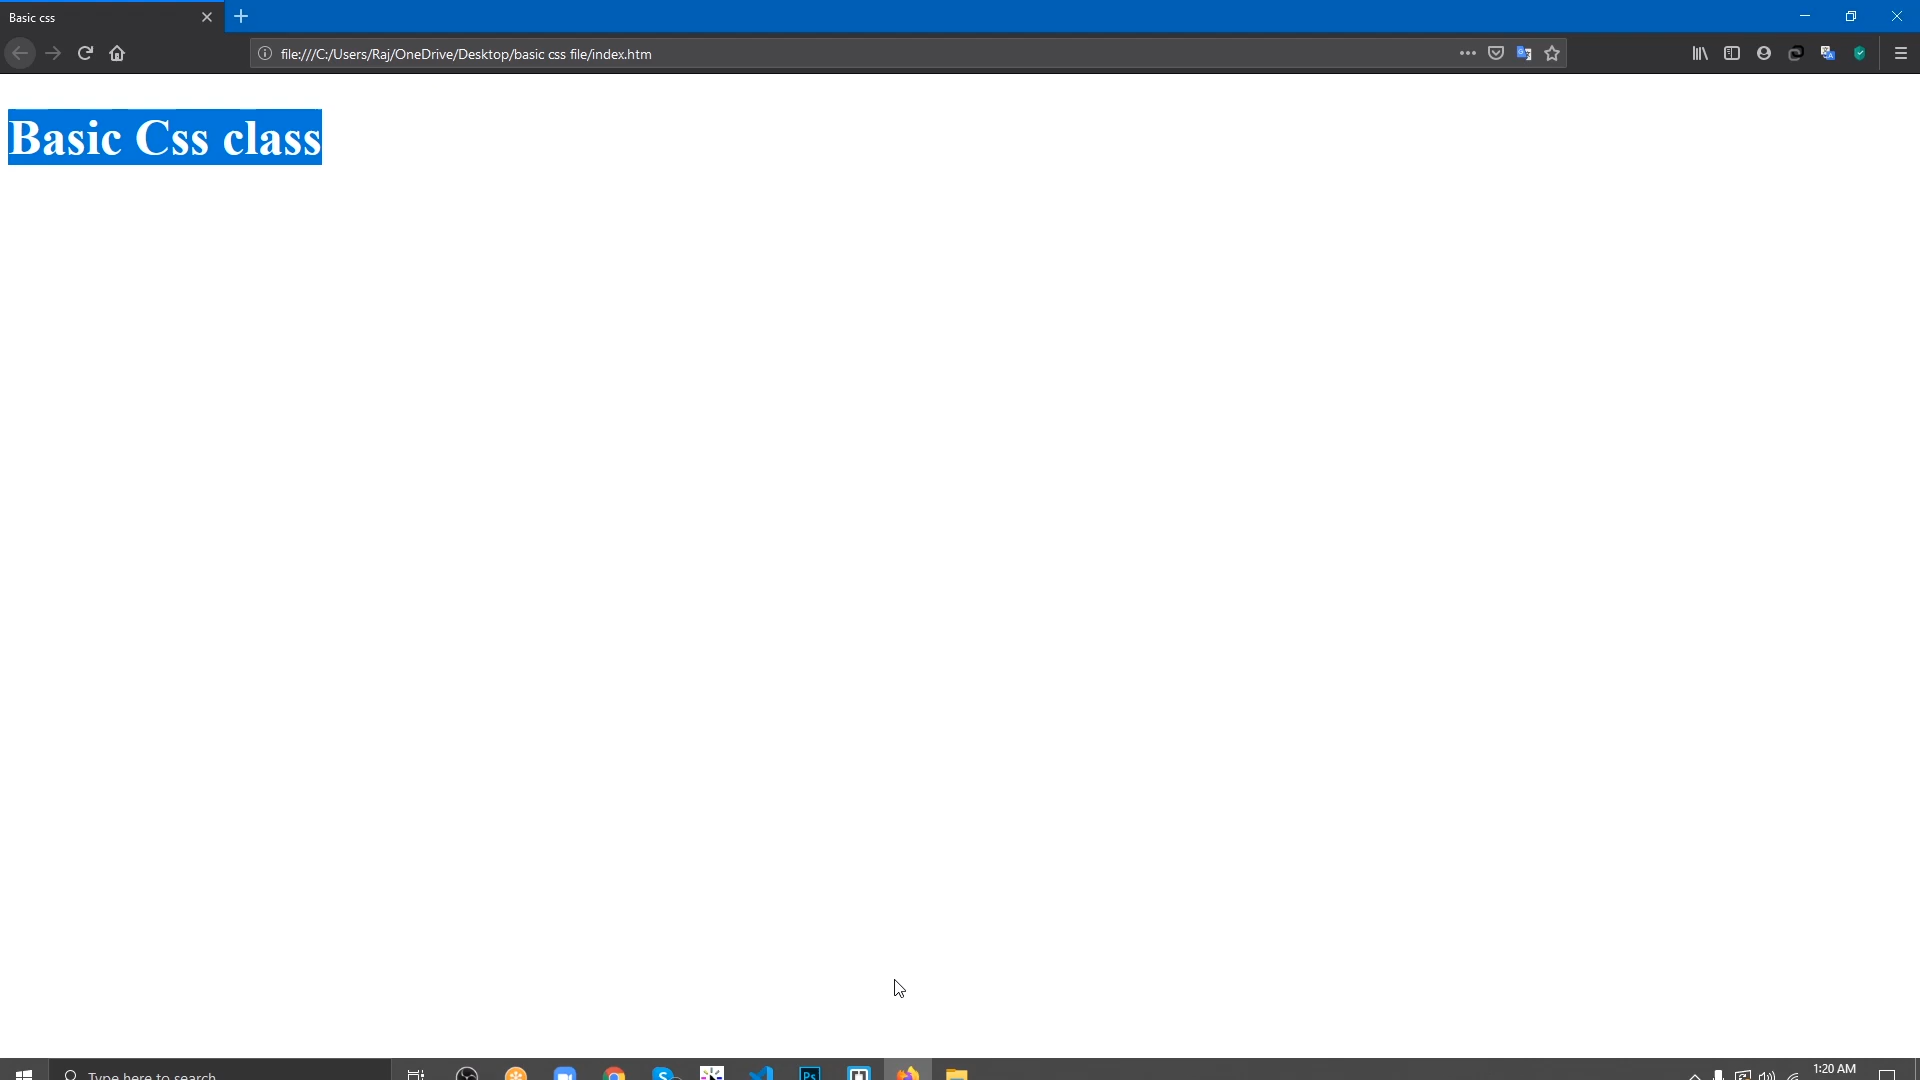 Basic css
file:///C:/Users/Raj/OneDrive/Desktop/basic css file/index.htm
Basic Css class
Type here to search
Ps
1:20 AM